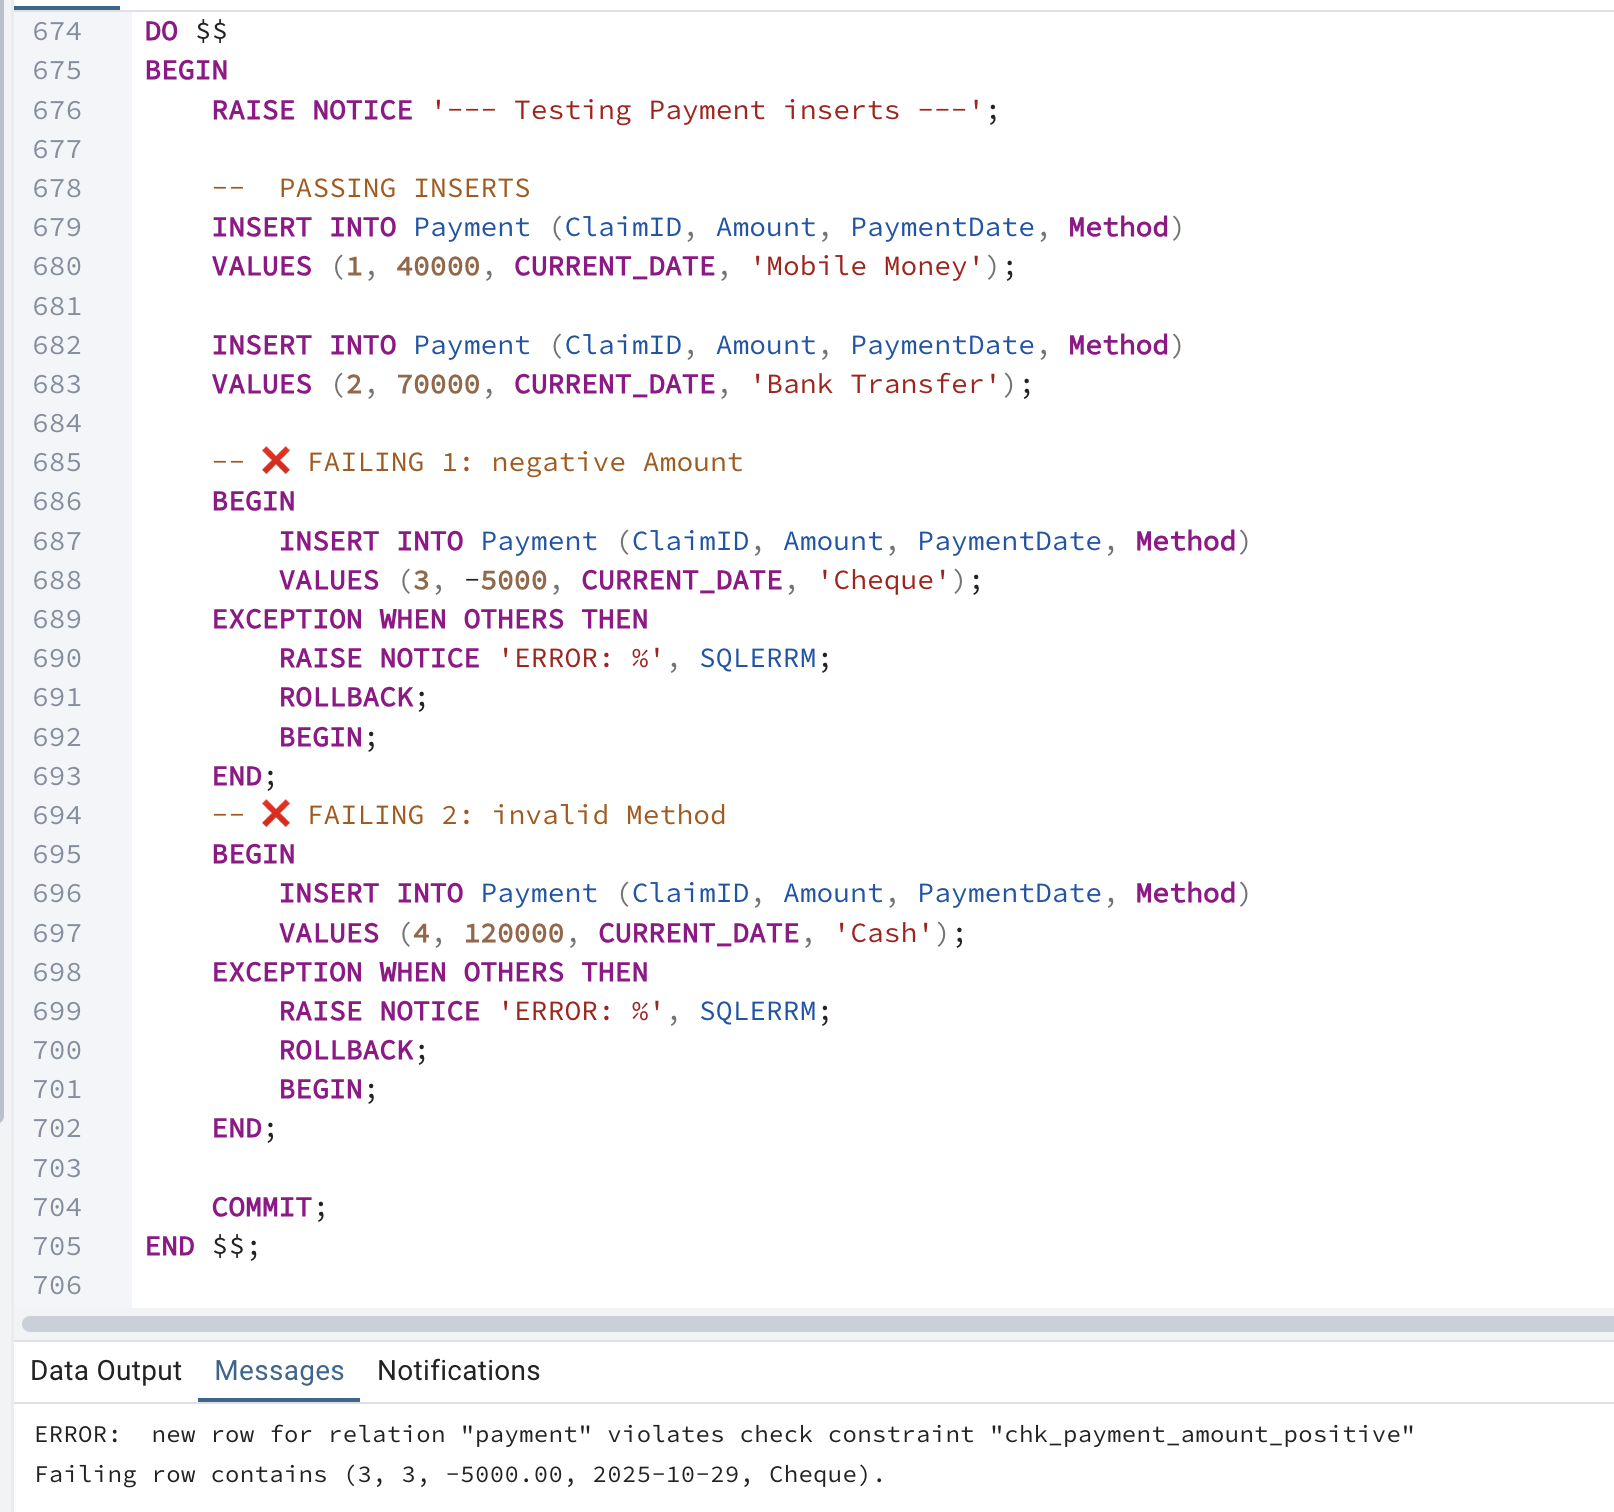 674 DO $$
675 BEGIN
676     RAISE NOTICE '--- Testing Payment inserts ---';
677
678     --  PASSING INSERTS
679     INSERT INTO Payment (ClaimID, Amount, PaymentDate, Method)
680     VALUES (1, 40000, CURRENT_DATE, 'Mobile Money');
681
682     INSERT INTO Payment (ClaimID, Amount, PaymentDate, Method)
683     VALUES (2, 70000, CURRENT_DATE, 'Bank Transfer');
684
685     -- ❌ FAILING 1: negative Amount
686     BEGIN
687         INSERT INTO Payment (ClaimID, Amount, PaymentDate, Method)
688         VALUES (3, -5000, CURRENT_DATE, 'Cheque');
689     EXCEPTION WHEN OTHERS THEN
690         RAISE NOTICE 'ERROR: %', SQLERRM;
691         ROLLBACK;
692         BEGIN;
693     END;
694     -- ❌ FAILING 2: invalid Method
695     BEGIN
696         INSERT INTO Payment (ClaimID, Amount, PaymentDate, Method)
697         VALUES (4, 120000, CURRENT_DATE, 'Cash');
698     EXCEPTION WHEN OTHERS THEN
699         RAISE NOTICE 'ERROR: %', SQLERRM;
700         ROLLBACK;
701         BEGIN;
702     END;
703
704     COMMIT;
705 END $$;
706
Data Output Messages Notifications
ERROR:  new row for relation "payment" violates check constraint "chk_payment_amount_positive"
Failing row contains (3, 3, -5000.00, 2025-10-29, Cheque).